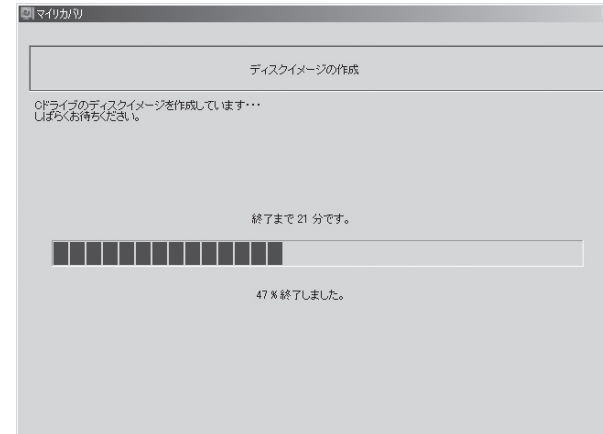 マイリカバリ
ディスクイメージの作成
Cドライブのディスクイメージを作成しています・・・
しばらくお待ちください。
終了まで 21 分です。
47 % 終了しました。